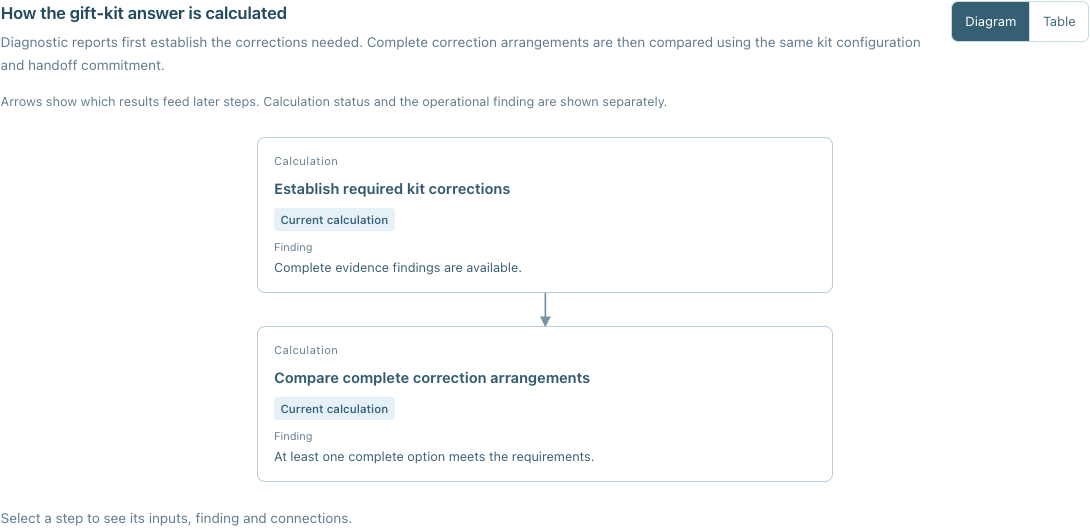 How the gift-kit answer is calculated
Diagram
Table
Diagnostic reports first establish the corrections needed. Complete correction arrangements are then compared using the same kit configuration
and handoff commitment.
Arrows show which results feed later steps. Calculation status and the operational finding are shown separately.
Calculation
Establish required kit corrections
Current calculation
Finding
Complete evidence findings are available.
Calculation
Compare complete correction arrangements
Current calculation
Finding
At least one complete option meets the requirements.
Select a step to see its inputs, finding and connections.